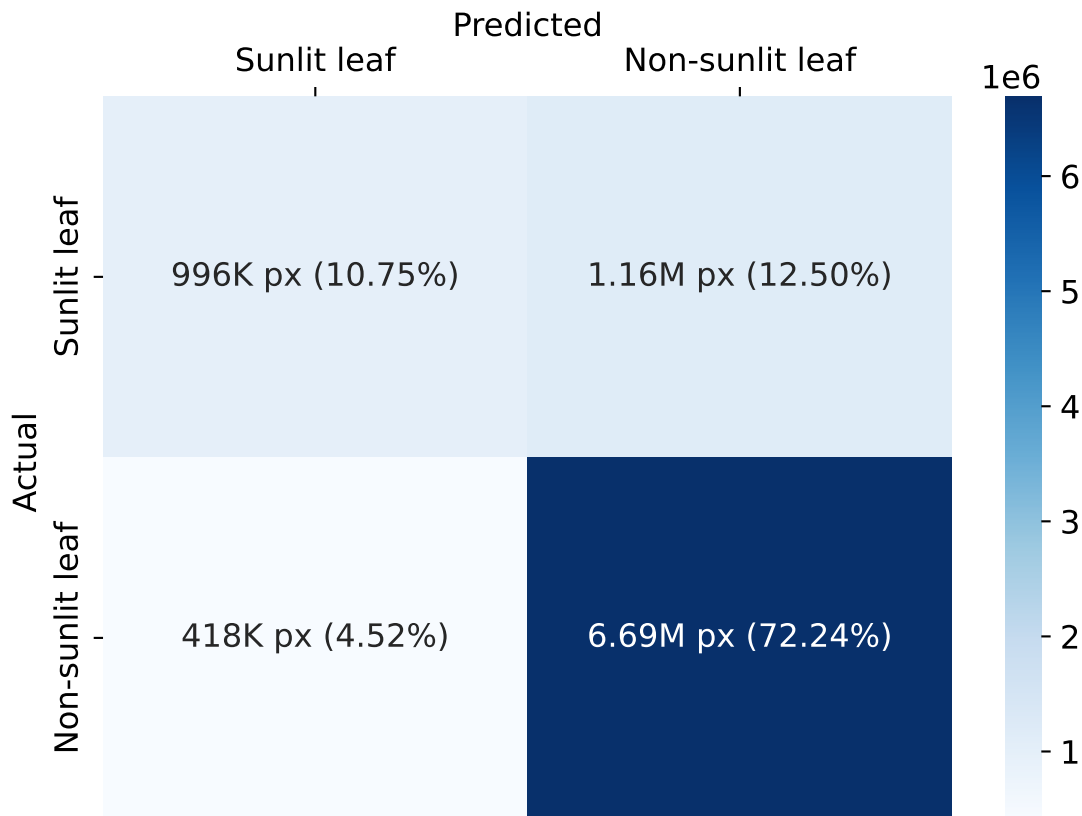 Predicted
Sunlit leaf
Non-sunlit leaf
1e6
Actual
Sunlit leaf
996K px (10.75%)
1.16M px (12.50%)
Non-sunlit leaf
418K px (4.52%)
6.69M px (72.24%)
6
5
4
3
2
1